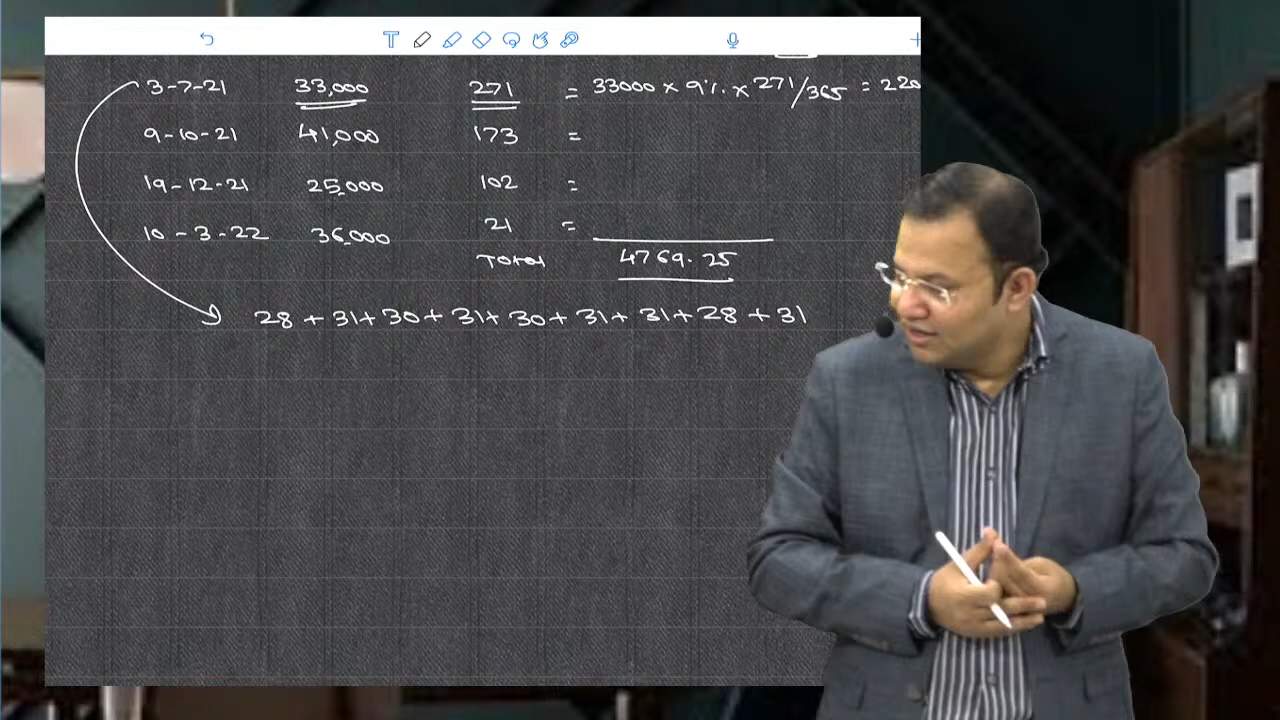 3-7-21 33,000 271 = 33000 × 9% × 271/365 = 220
9-10-21 41,000 173 =
19-12-21 25,000 102 =
10-3-22 36,000 21 =
Total 4769.25
28 + 31 + 30 + 31 + 30 + 31 + 31 + 28 + 31